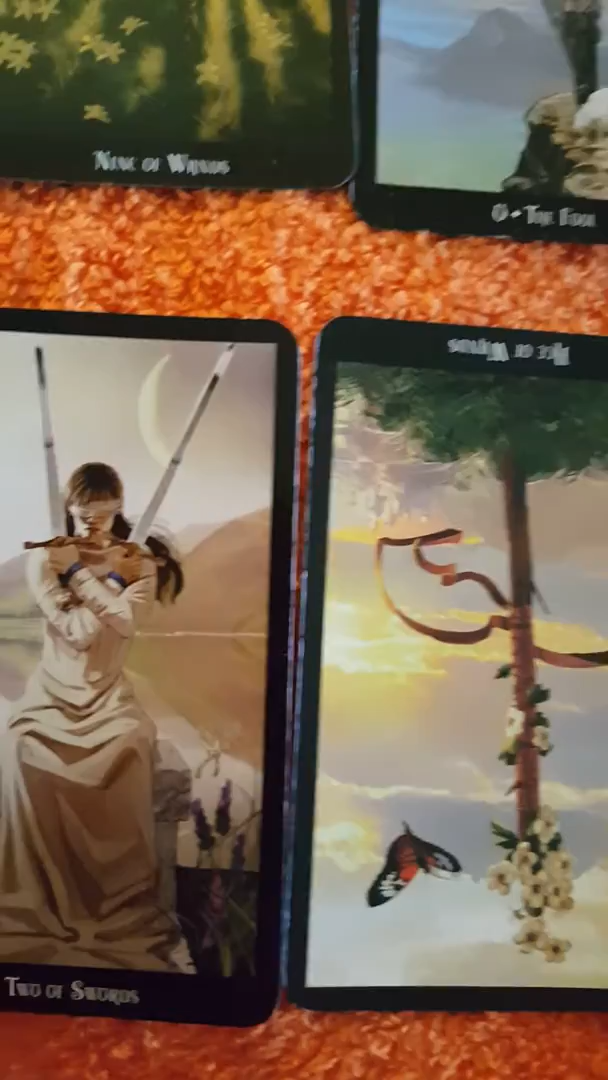 Nine of Wands
0 • The Fool
Ace of Wands
Two of Swords